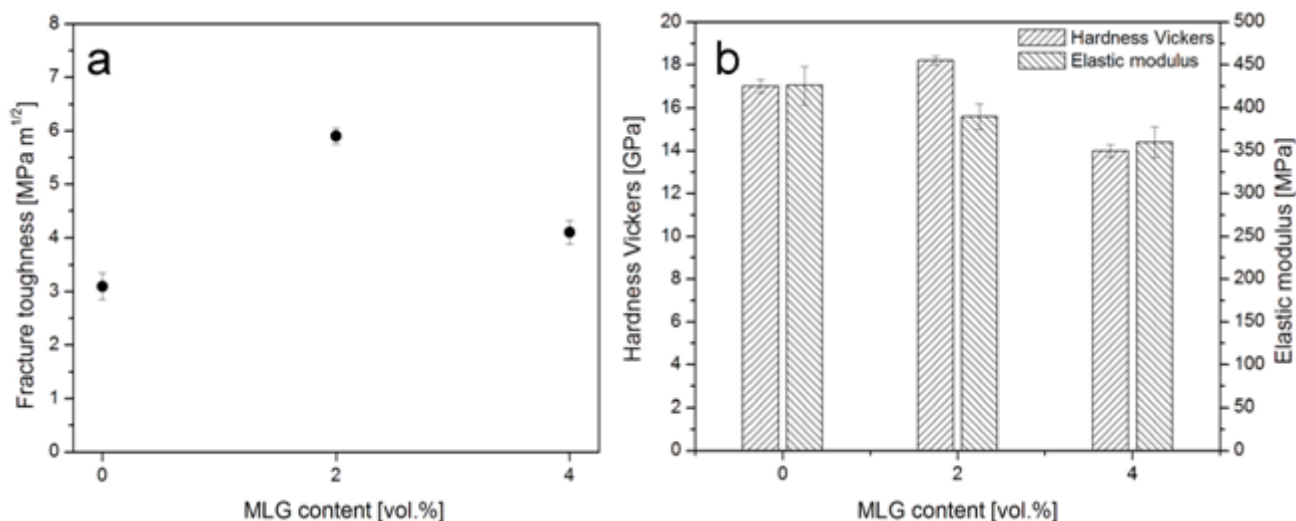 a
Fracture toughness [MPa m1/2]
8
7
6
5
4
3
2
1
0
0 2 4
MLG content [vol.%]
b
Hardness Vickers
Elastic modulus
Hardness Vickers [GPa]
20
18
16
14
12
10
8
6
4
2
0
0 2 4
MLG content [vol.%]
500
450
400
350
300
250
200
150
100
50
0
Elastic modulus [MPa]